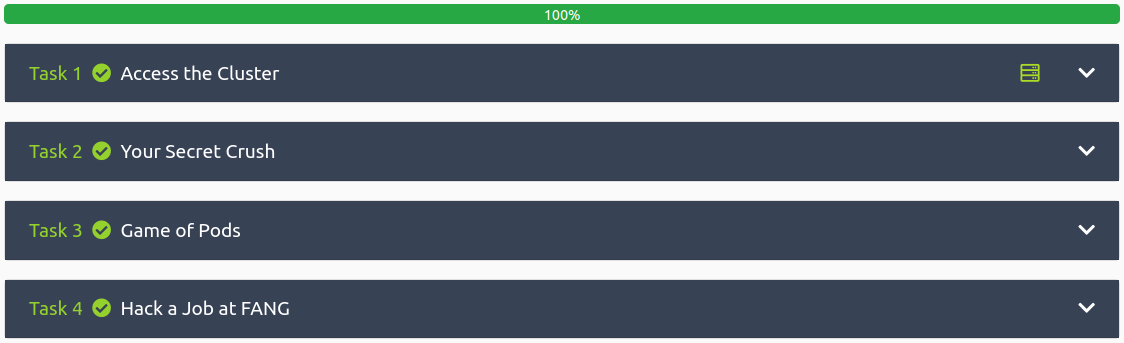 100%
Task 1 Access the Cluster
Task 2 Your Secret Crush
Task 3 Game of Pods
Task 4 Hack a Job at FANG